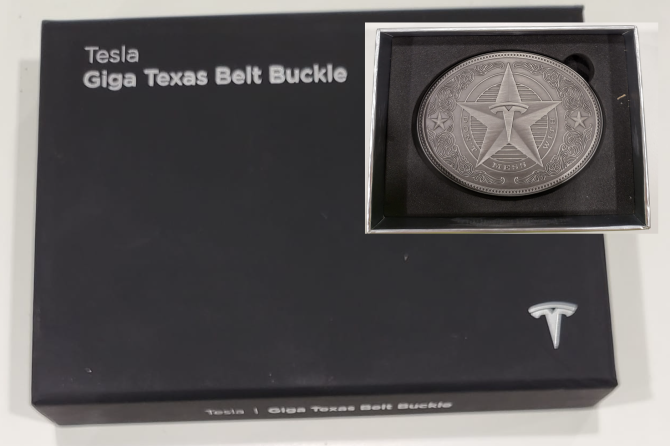 Tesla
Giga Texas Belt Buckle
Tesla | Giga Texas Belt Buckle